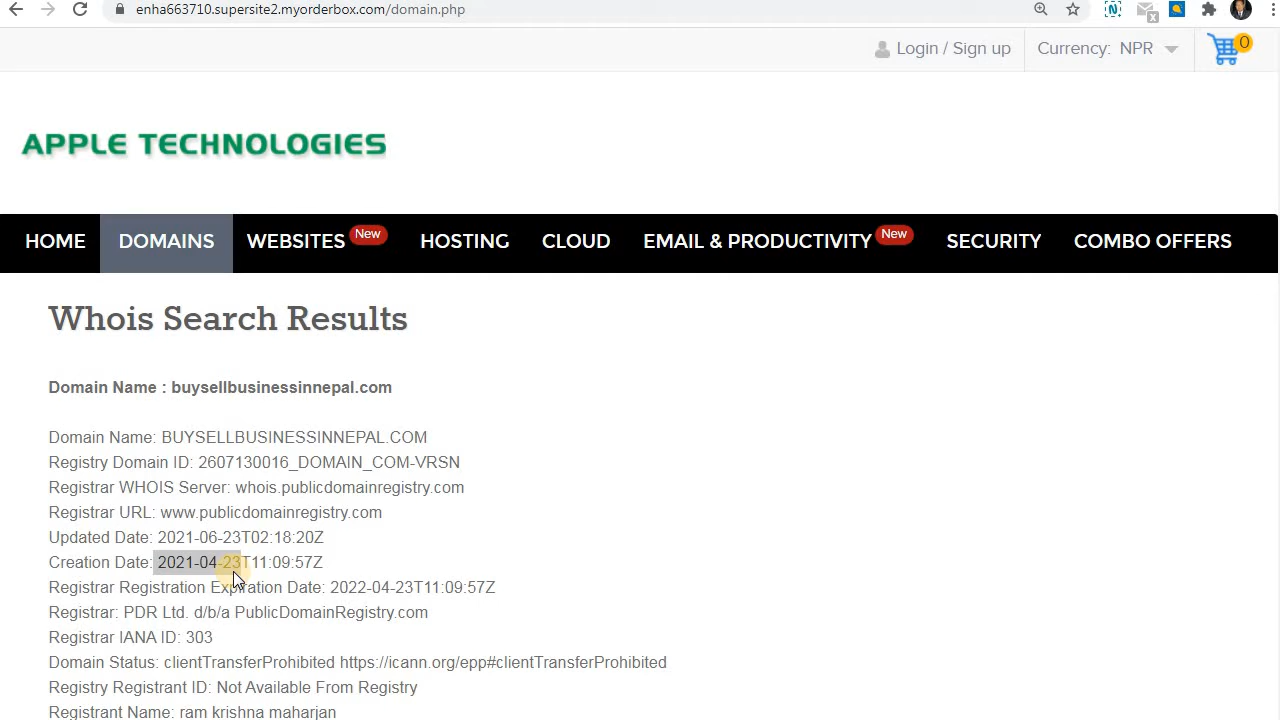 enha663710.supersite2.myorderbox.com/domain.php
Login / Sign up
Currency: NPR
0
APPLE TECHNOLOGIES
HOME
DOMAINS
WEBSITES New
HOSTING
CLOUD
EMAIL & PRODUCTIVITY New
SECURITY
COMBO OFFERS
Whois Search Results
Domain Name : buysellbusinessinnepal.com
Domain Name: BUYSELLBUSINESSINNEPAL.COM
Registry Domain ID: 2607130016_DOMAIN_COM-VRSN
Registrar WHOIS Server: whois.publicdomainregistry.com
Registrar URL: www.publicdomainregistry.com
Updated Date: 2021-06-23T02:18:20Z
Creation Date: 2021-04-23T11:09:57Z
Registrar Registration Expiration Date: 2022-04-23T11:09:57Z
Registrar: PDR Ltd. d/b/a PublicDomainRegistry.com
Registrar IANA ID: 303
Domain Status: clientTransferProhibited https://icann.org/epp#clientTransferProhibited
Registry Registrant ID: Not Available From Registry
Registrant Name: ram krishna maharjan